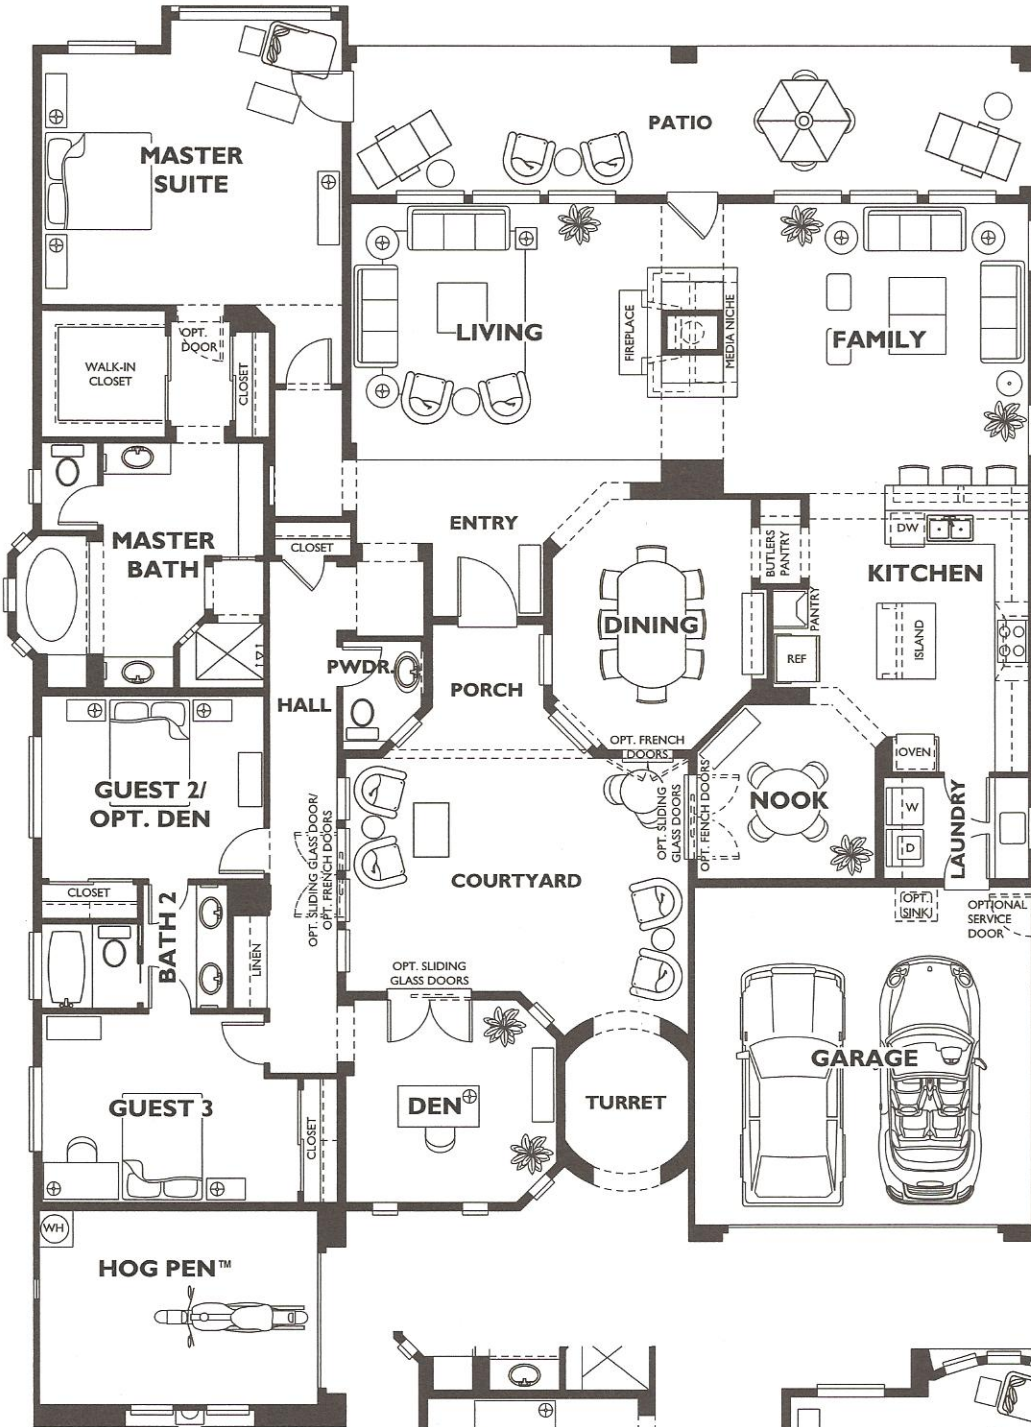 PATIO
MASTER
SUITE
OPT.
DOOR
WALK-IN
CLOSET
CLOSET
LIVING
FIREPLACE
MEDIA NICHE
FAMILY
ENTRY
CLOSET
MASTER
BATH
BUTLERS
PANTRY
DW
KITCHEN
PANTRY
DINING
ISLAND
REF
PWDR.
PORCH
HALL
OPT. FRENCH
DOORS
OVEN
GUEST 2/
OPT. DEN
OPT. SLIDING
GLASS DOORS
OPT. FENCH DOORS
NOOK
W
D
LAUNDRY
OPT. SLIDING GLASS DOOR/
OPT. FRENCH DOORS
COURTYARD
CLOSET
BATH 2
LINEN
OPT.
SINK
OPTIONAL
SERVICE
DOOR
OPT. SLIDING
GLASS DOORS
GARAGE
GUEST 3
CLOSET
DEN
TURRET
WH
HOG PEN™